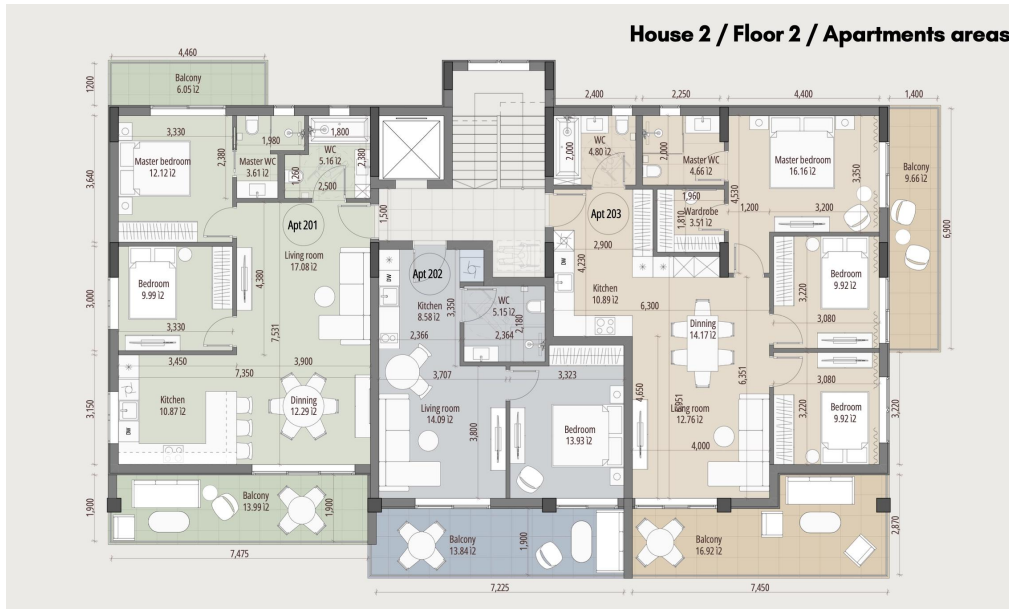 House 2 / Floor 2 / Apartments areas
4,460
1200
Balcony
6.05 i2
2,400
2,250
4,400
1,400
3,330
Master bedroom
12.12 i2
2,380
3,640
1,980
Master WC
3.61 i2
1,800
WC
5.16 i2
2,380
1,260
2,500
Apt 201
1,500
2,000
WC
4.80 i2
2,000
Master WC
4.66 i2
Master bedroom
16.16 i2
3,350
4,530
1,200
3,200
Balcony
9.66 i2
6,900
1,960
Wardrobe
3.51 i2
1,810
Apt 203
2,900
4,230
DW
Kitchen
10.89 i2
6,300
Living room
17.08 i2
4,380
7,531
Bedroom
9.99 i2
3,000
3,330
Apt 202
DW
Kitchen
8.58 i2
3,350
2,366
WC
5.15 i2
2,180
2,364
Dinning
14.17 i2
Bedroom
9.92 i2
3,220
3,080
3,450
7,350
3,900
Kitchen
10.87 i2
DW
3,150
Dinning
12.29 i2
3,707
3,323
Living room
14.09 i2
3,800
Bedroom
13.93 i2
4,650
6,351
Living room
12.76 i2
4,000
3,080
3,220
Bedroom
9.92 i2
3,220
1,900
Balcony
13.99 i2
1,900
7,475
Balcony
13.84 i2
1,900
7,225
Balcony
16.92 i2
2,870
7,450